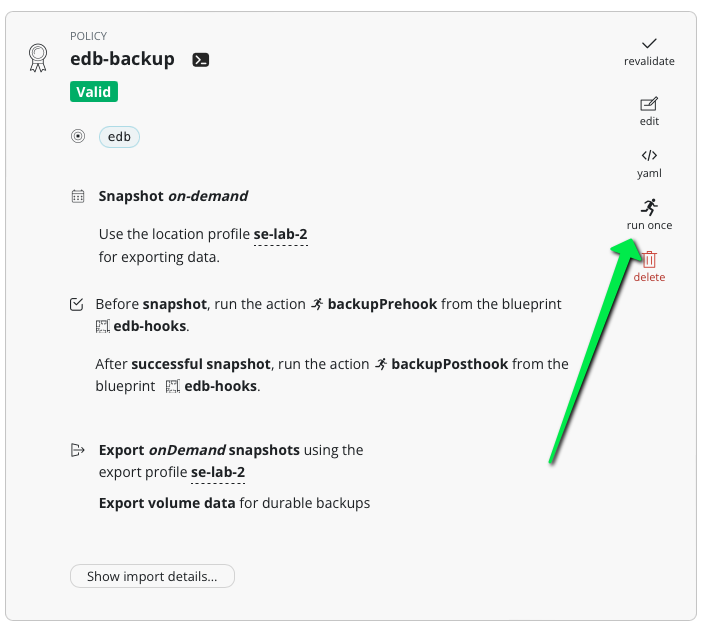 POLICY
edb-backup
Valid
edb
Snapshot on-demand
Use the location profile se-lab-2
for exporting data.
Before snapshot, run the action backupPrehook from the blueprint
edb-hooks.
After successful snapshot, run the action backupPosthook from the
blueprint edb-hooks.
Export onDemand snapshots using the
export profile se-lab-2
Export volume data for durable backups
Show import details...
revalidate
edit
yaml
run once
delete